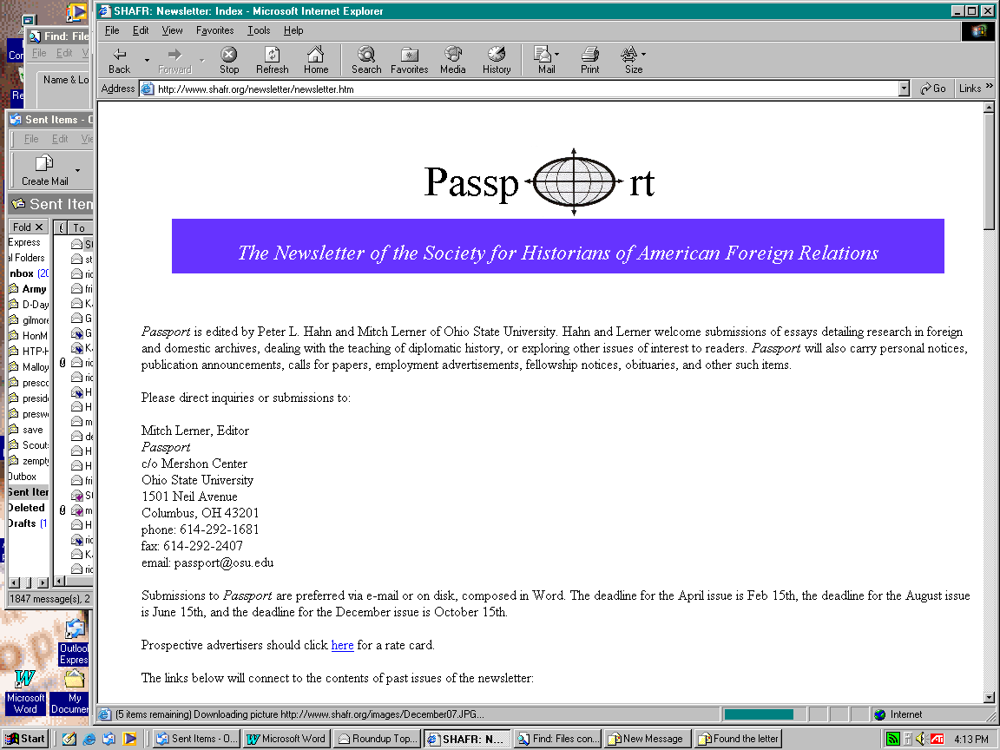 SHAFR: Newsletter: Index - Microsoft Internet Explorer
File Edit View Favorites Tools Help
Back Forward Stop Refresh Home Search Favorites Media History Mail Print Size
Address http://www.shafr.org/newsletter/newsletter.htm Go Links »
Find: File
File Edit V
Name & Lo
Sent Items - O
File Edit Vie
Create Mail
Sent Item
Fold
To
Express
al Folders
nbox (20
Army
D-Day
gilmore
HonM
HTP-H
Malloy
presco
presid
presw
save
Scout
zempty
Outbox
Sent Iter
Deleted
Drafts (1
1847 message(s), 2
Passp rt
The Newsletter of the Society for Historians of American Foreign Relations
Passport is edited by Peter L. Hahn and Mitch Lerner of Ohio State University. Hahn and Lerner welcome submissions of essays detailing research in foreign
and domestic archives, dealing with the teaching of diplomatic history, or exploring other issues of interest to readers. Passport will also carry personal notices,
publication announcements, calls for papers, employment advertisements, fellowship notices, obituaries, and other such items.
Please direct inquiries or submissions to:
Mitch Lerner, Editor
Passport
c/o Mershon Center
Ohio State University
1501 Neil Avenue
Columbus, OH 43201
phone: 614-292-1681
fax: 614-292-2407
email: passport@osu.edu
Submissions to Passport are preferred via e-mail or on disk, composed in Word. The deadline for the April issue is Feb 15th, the deadline for the August issue
is June 15th, and the deadline for the December issue is October 15th.
Prospective advertisers should click here for a rate card.
The links below will connect to the contents of past issues of the newsletter:
Outlool
Expres
Microsoft
Word
My
Documen
(5 items remaining) Downloading picture http://www.shafr.org/images/December07.JPG...
Internet
Start
Sent Items - O...
Microsoft Word
Roundup Top...
SHAFR: N...
Find: Files con...
New Message
Found the letter
4:13 PM